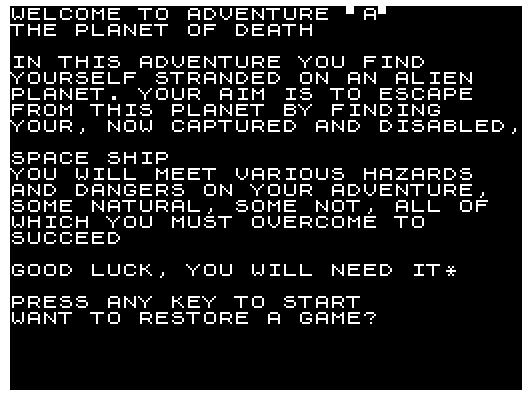 WELCOME TO ADVENTURE "A"
THE PLANET OF DEATH
IN THIS ADVENTURE YOU FIND
YOURSELF STRANDED ON AN ALIEN
PLANET. YOUR AIM IS TO ESCAPE
FROM THIS PLANET BY FINDING
YOUR, NOW CAPTURED AND DISABLED,
SPACE SHIP
YOU WILL MEET VARIOUS HAZARDS
AND DANGERS ON YOUR ADVENTURE,
SOME NATURAL, SOME NOT, ALL OF
WHICH YOU MUST OVERCOME TO
SUCCEED
GOOD LUCK, YOU WILL NEED IT*
PRESS ANY KEY TO START
WANT TO RESTORE A GAME?